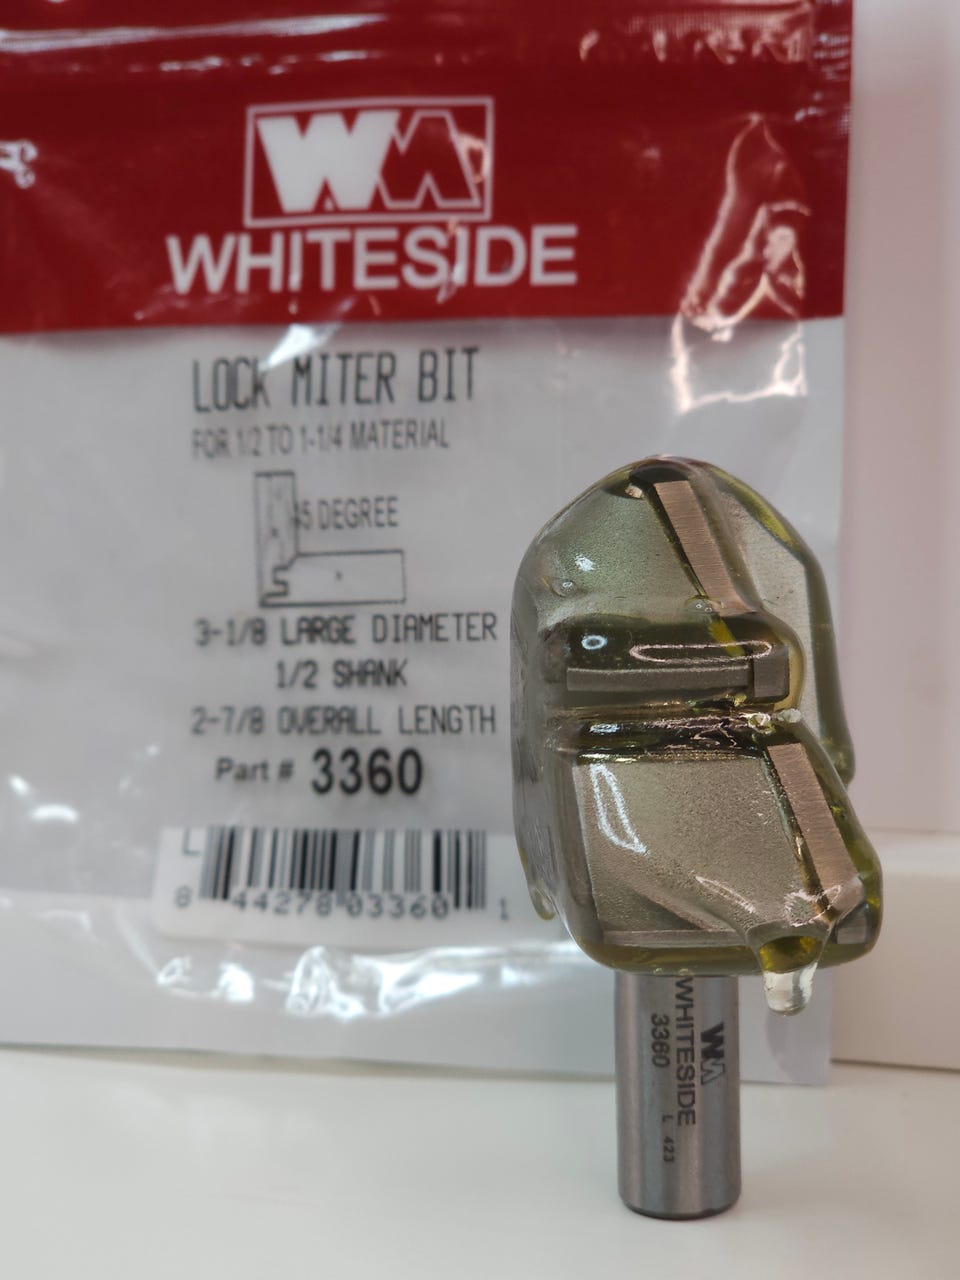 WM
WHITESIDE
LOCK MITER BIT
FOR 1/2 TO 1-1/4 MATERIAL
45 DEGREE
3-1/8 LARGE DIAMETER
1/2 SHANK
2-7/8 OVERALL LENGTH
Part # 3360
L
8 44278 03360 1
WM
WHITESIDE
3360
L 423